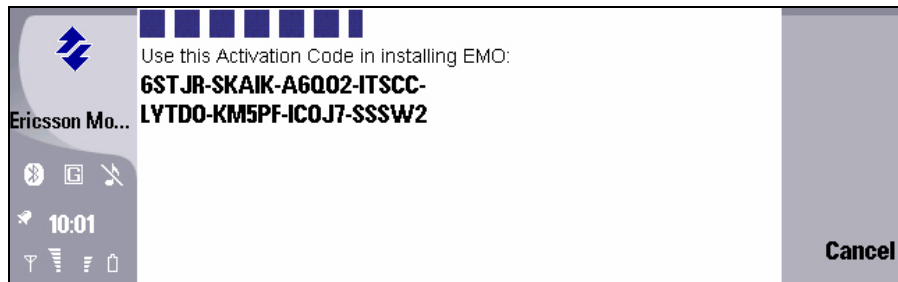 Use this Activation Code in installing EMO:
6STJR-SKAIK-A6QO2-ITSCC-
LYTDO-KM5PF-ICOJ7-SSSW2
Ericsson Mo...
G
10:01
Cancel